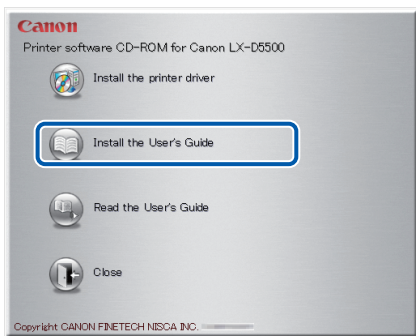 Canon
Printer software CD-ROM for Canon LX-D5500
Install the printer driver
Install the User's Guide
Read the User's Guide
Close
Copyright CANON FINETECH NISCA INC.